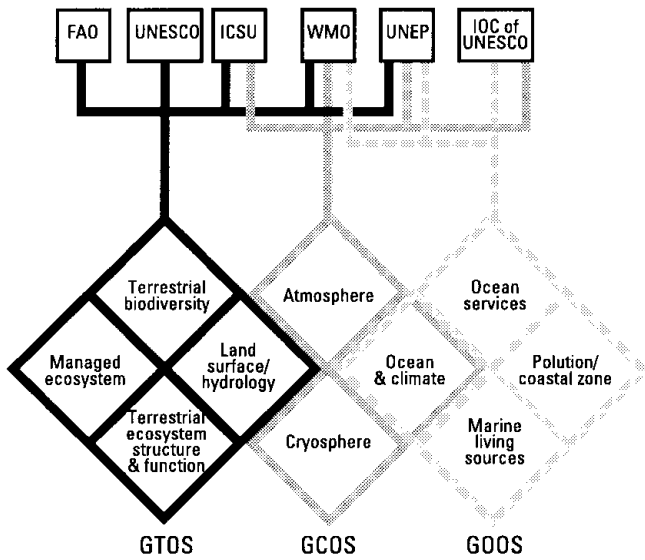 FAO
UNESCO
ICSU
WMO
UNEP
IOC of
UNESCO
Terrestrial
biodiversity
Atmosphere
Ocean
services
Managed
ecosystem
Land
surface/
hydrology
Ocean
& climate
Polution/
coastal zone
Terrestrial
ecosystem
structure
& function
Cryosphere
Marine
living
sources
GTOS
GCOS
GOOS